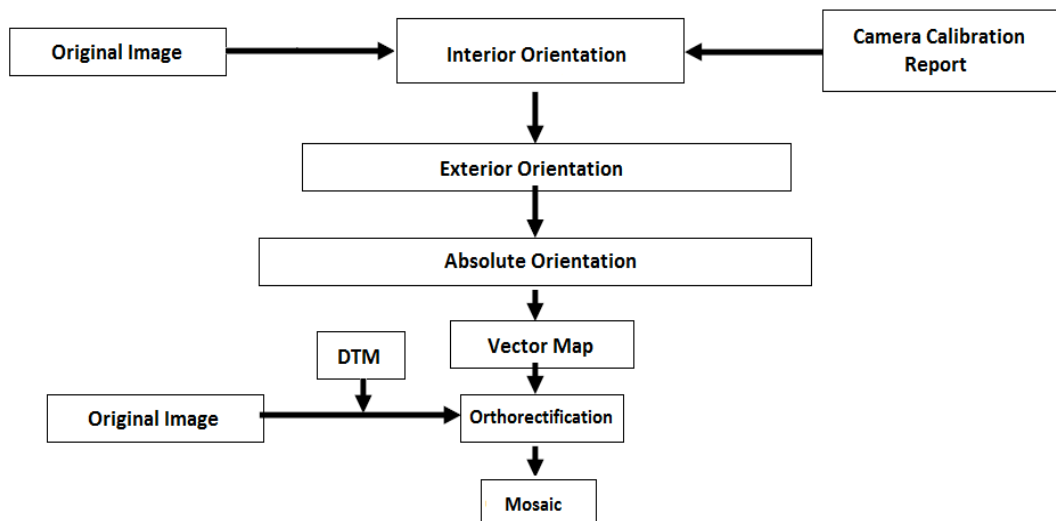 Original Image
Interior Orientation
Camera Calibration
Report
Exterior Orientation
Absolute Orientation
Vector Map
DTM
Original Image
Orthorectification
Mosaic